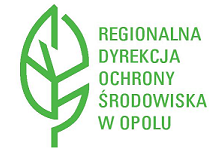 REGIONALNA
DYREKCJA
OCHRONY
ŚRODOWISKA
W OPOLU